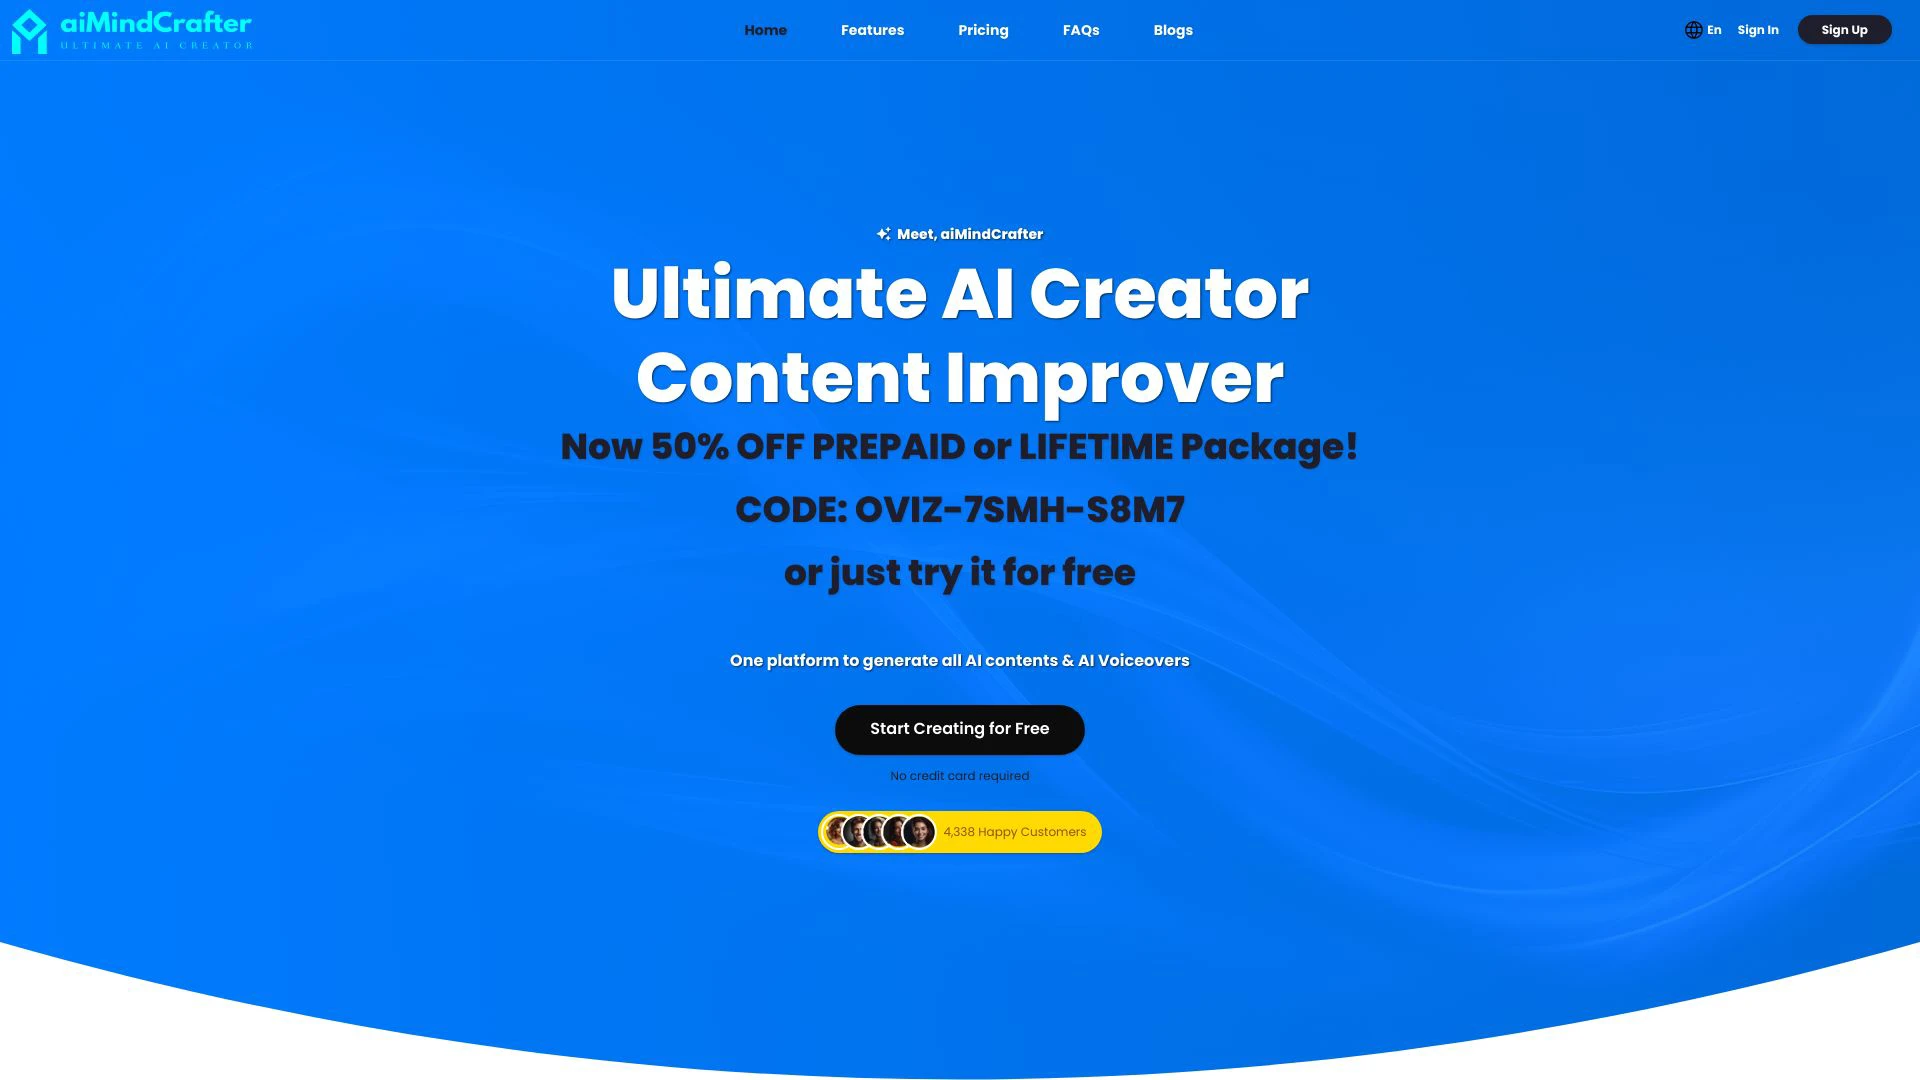 aiMindCrafter
ULTIMATE AI CREATOR
Home
Features
Pricing
FAQs
Blogs
En
Sign In
Sign Up
Meet, aiMindCrafter
Ultimate AI Creator
Content Improver
Now 50% OFF PREPAID or LIFETIME Package!
CODE: OVIZ-7SMH-S8M7
or just try it for free
One platform to generate all AI contents & AI Voiceovers
Start Creating for Free
No credit card required
4,338 Happy Customers